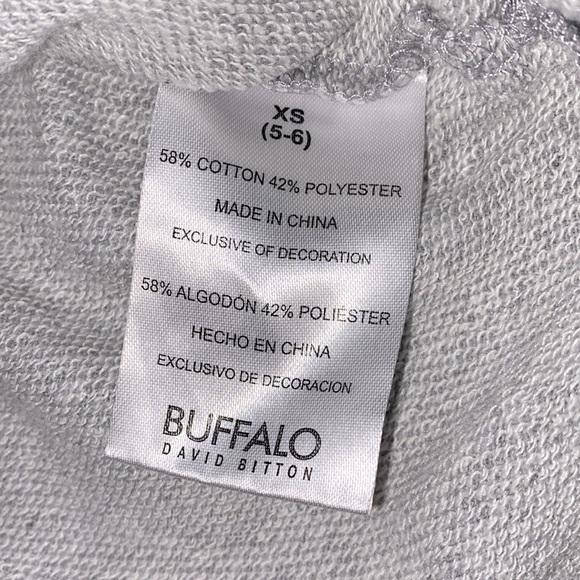 XS
(5-6)
58% COTTON 42% POLYESTER
MADE IN CHINA
EXCLUSIVE OF DECORATION
58% ALGODÓN 42% POLIÉSTER
HECHO EN CHINA
EXCLUSIVO DE DECORACION
BUFFALO
DAVID BITTON